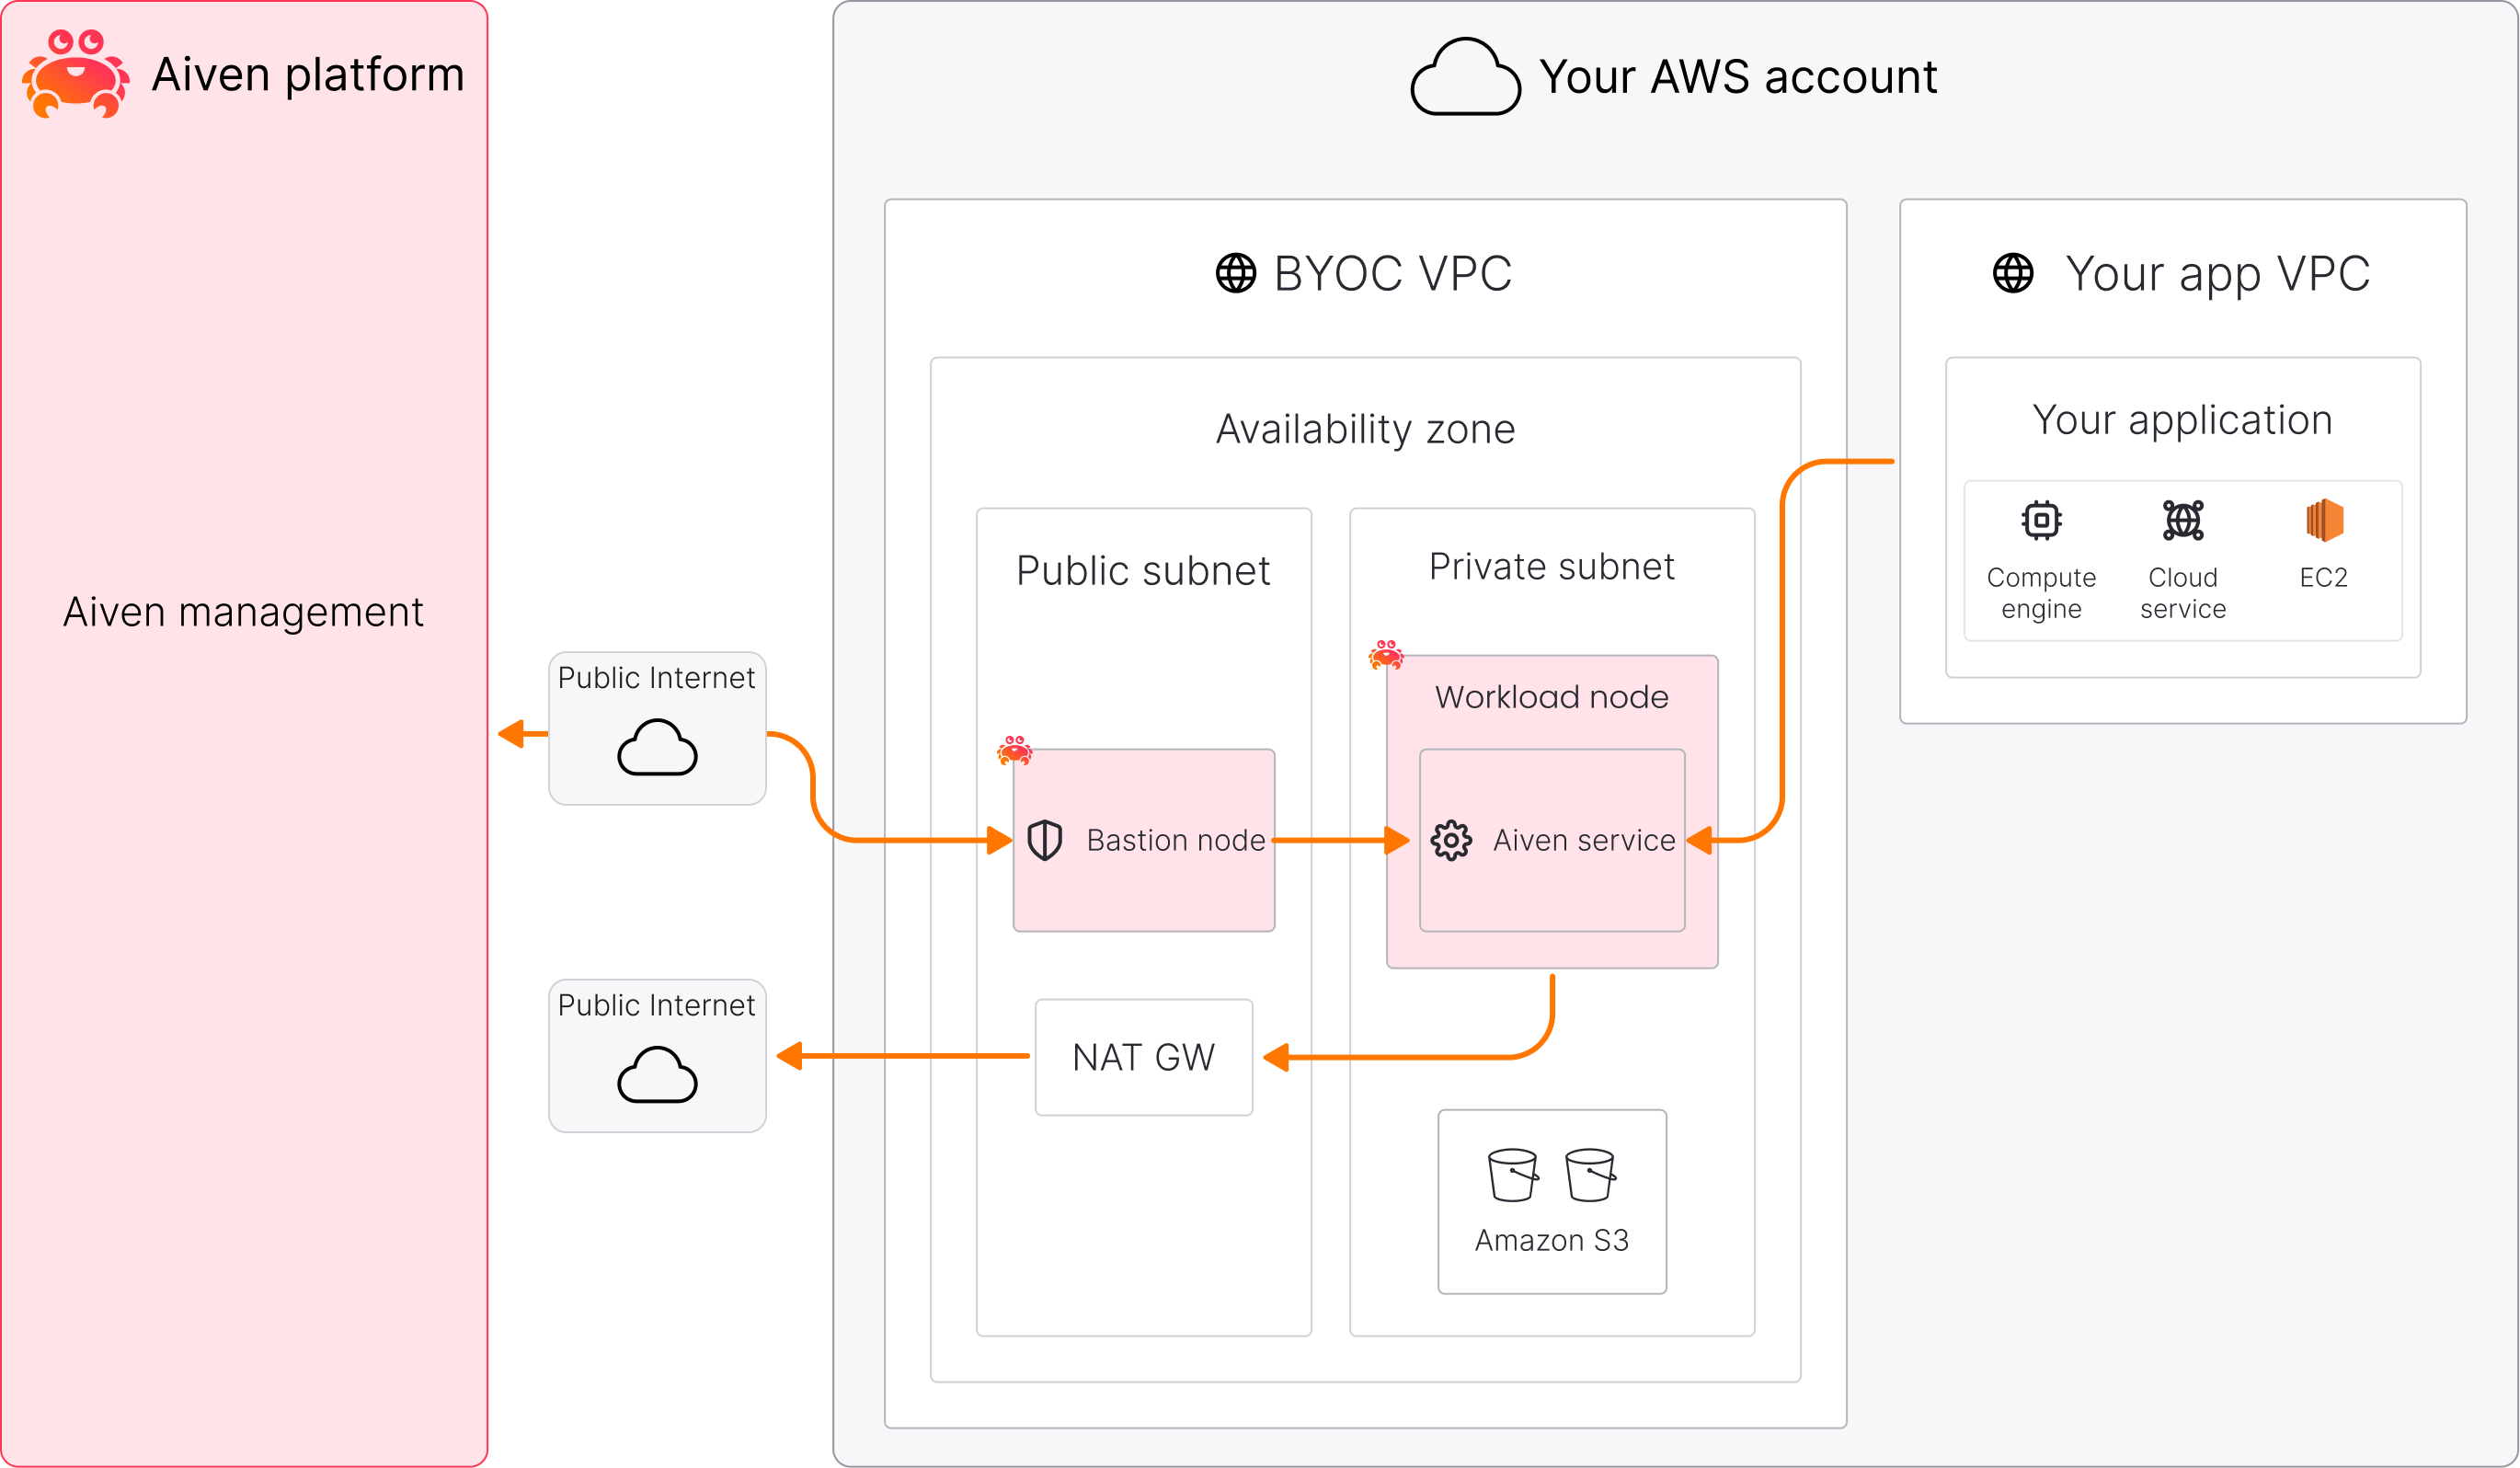 Aiven platform
Aiven management
Public Internet
Public Internet
Your AWS account
BYOC VPC
Availability zone
Public subnet
Bastion node
NAT GW
Private subnet
Workload node
Aiven service
Amazon S3
Your app VPC
Your application
Compute
engine
Cloud
service
EC2